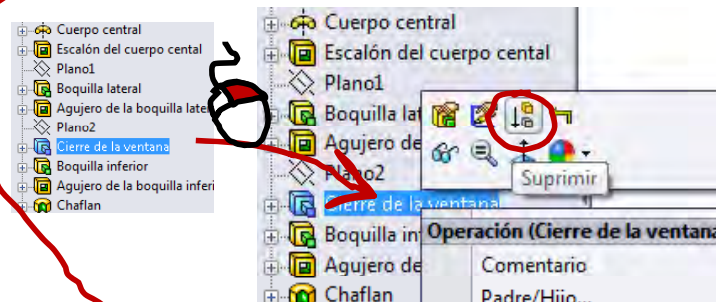 Cuerpo central
Escalón del cuerpo cental
Plano1
Boquilla lateral
Agujero de la boquilla late
Plano2
Cierre de la ventana
Boquilla inferior
Agujero de la boquilla inferi
Chaflan
Cuerpo central
Escalón del cuerpo cental
Plano1
Boquilla lat
Agujero de
Plano2
Cierre de la ventana
Boquilla in
Agujero de
Chaflan
Suprimir
Operación (Cierre de la ventana
Comentario
Padre/Hijo...